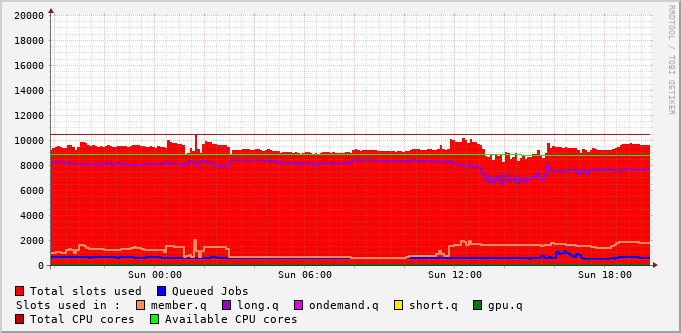 20000
18000
16000
14000
12000
10000
8000
6000
4000
2000
0
Sun 00:00 Sun 06:00 Sun 12:00 Sun 18:00
Total slots used Queued Jobs
Slots used in : member.q long.q ondemand.q short.q gpu.q
Total CPU cores Available CPU cores
RRDTOOL / TOBI OETIKER